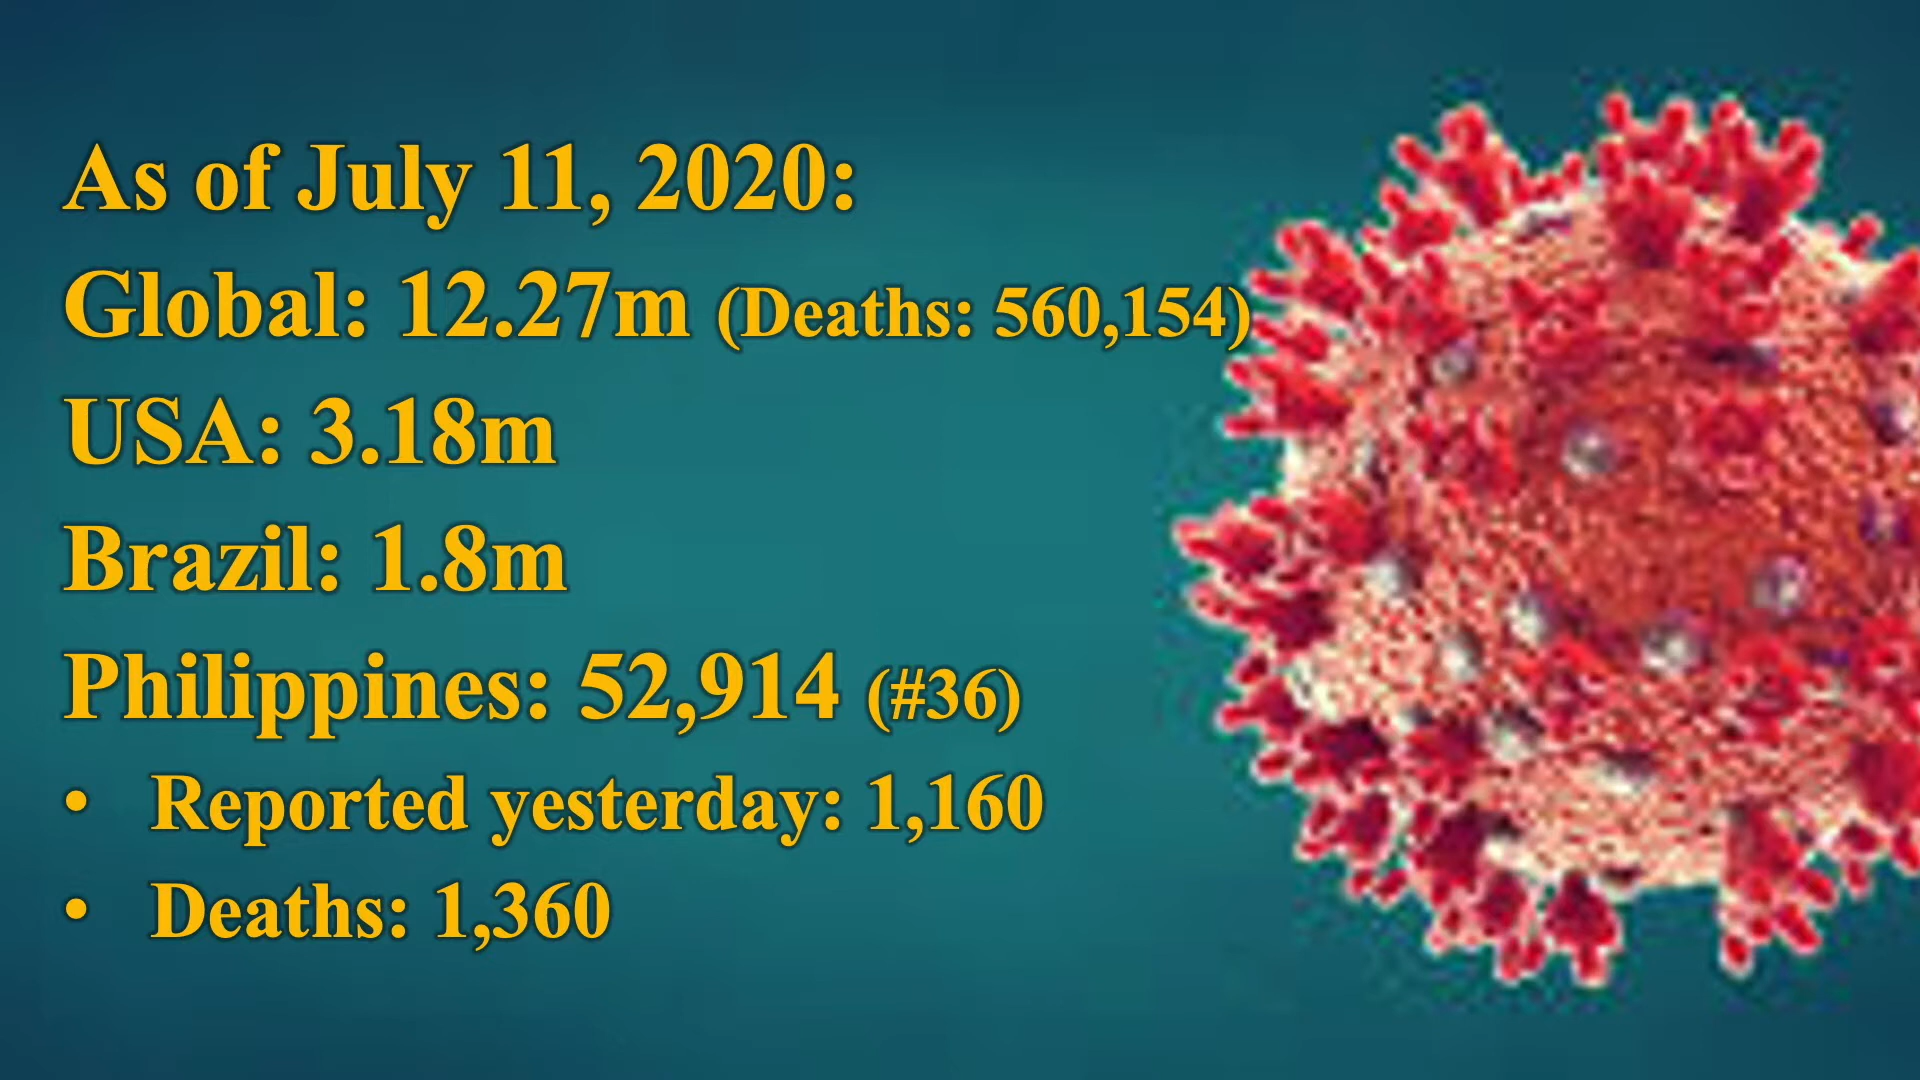 As of July 11, 2020:
Global: 12.27m (Deaths: 560,154)
USA: 3.18m
Brazil: 1.8m
Philippines: 52,914 (#36)
• Reported yesterday: 1,160
• Deaths: 1,360